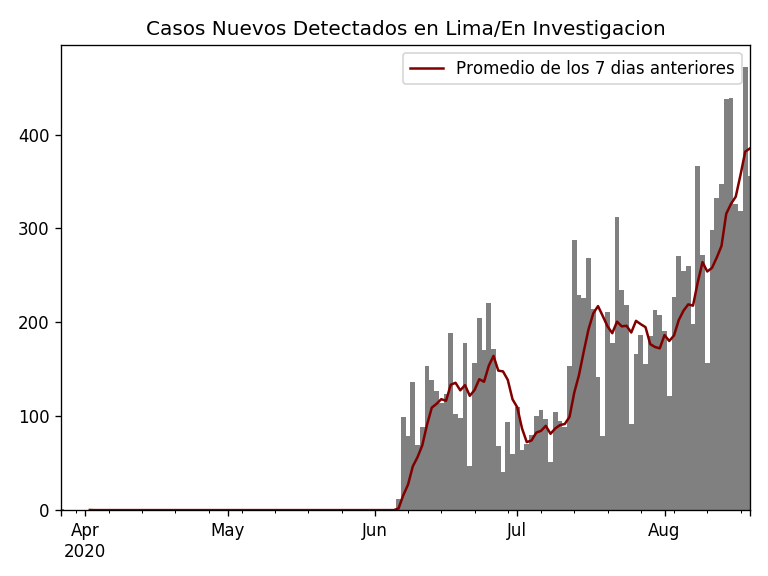 Casos Nuevos Detectados en Lima/En Investigacion
Promedio de los 7 dias anteriores
400
300
200
100
0
Apr May Jun Jul Aug
2020